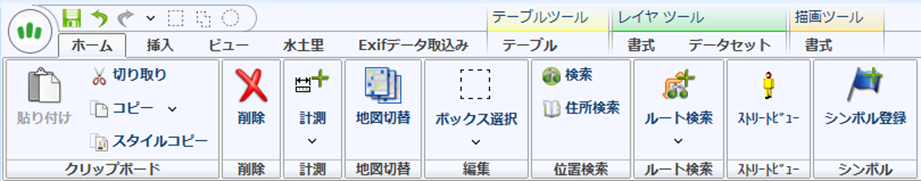 テーブルツール レイヤ ツール 描画ツール
ホーム 挿入 ビュー 水土里 Exifデータ取込み テーブル 書式 データセット 書式
貼り付け
切り取り
コピー
スタイルコピー
クリップボード
削除
削除
計測
計測
地図切替
地図切替
ボックス選択
編集
検索
住所検索
位置検索
ルート検索
ルート検索
ストリートビュー
ストリートビュー
シンボル登録
シンボル